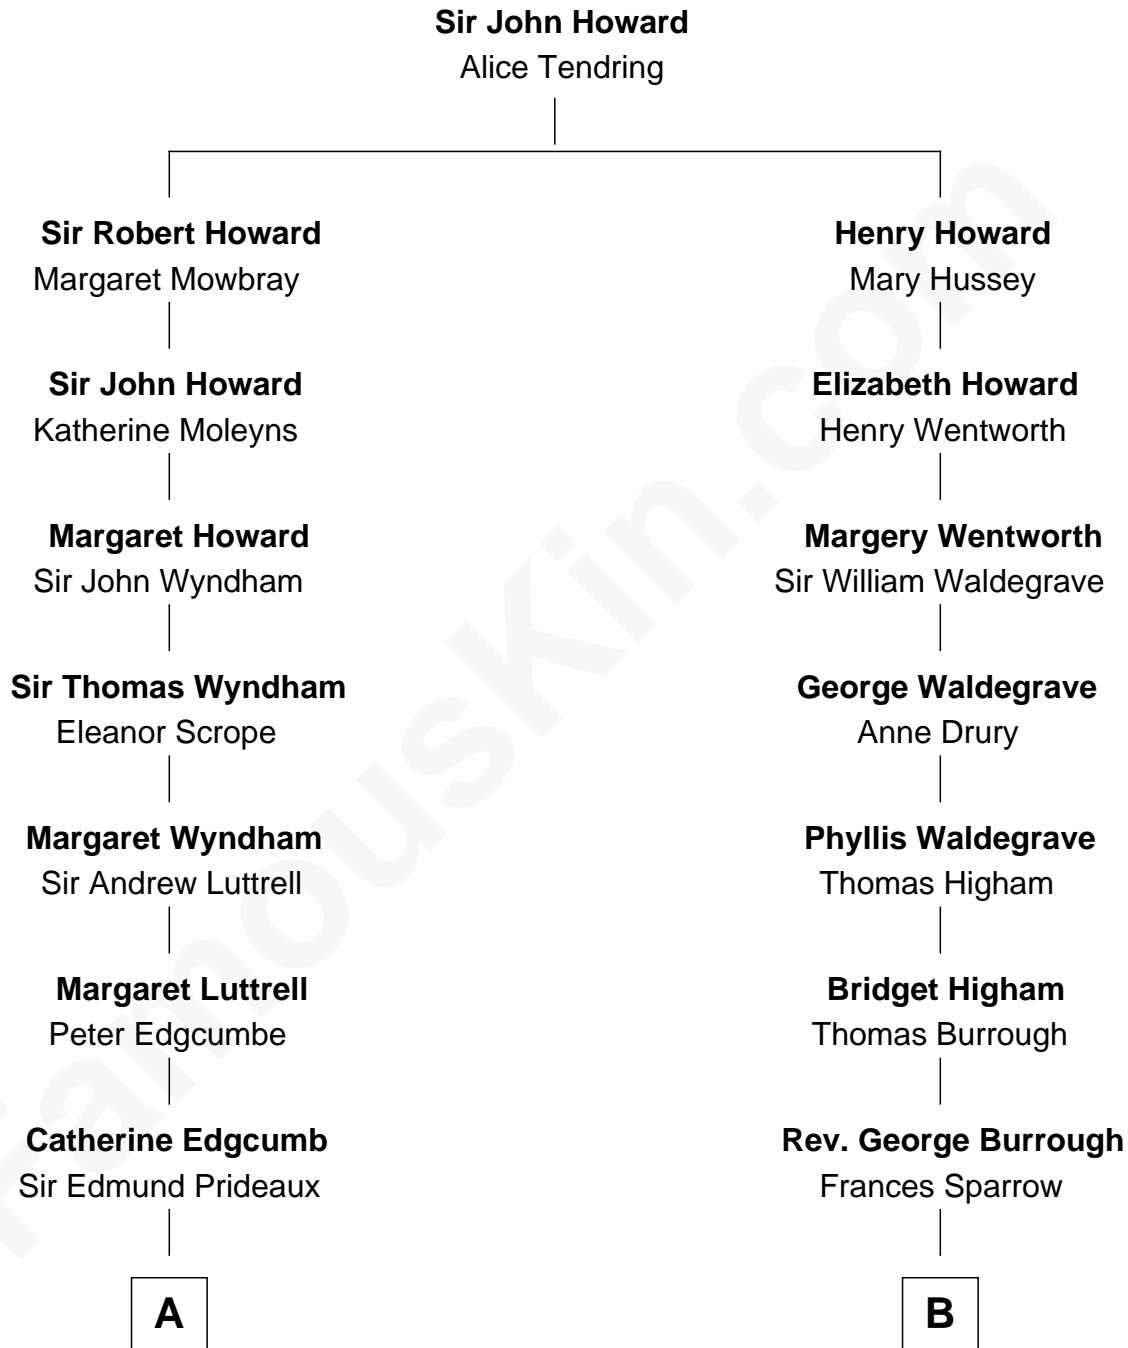 Sir John Howard
Alice Tendring
Sir Robert Howard
Margaret Mowbray
Henry Howard
Mary Hussey
Sir John Howard
Katherine Moleyns
Elizabeth Howard
Henry Wentworth
Margaret Howard
Sir John Wyndham
Margery Wentworth
Sir William Waldegrave
Sir Thomas Wyndham
Eleanor Scrope
George Waldegrave
Anne Drury
Margaret Wyndham
Sir Andrew Luttrell
Phyllis Waldegrave
Thomas Higham
Margaret Luttrell
Peter Edgcumbe
Bridget Higham
Thomas Burrough
Catherine Edgcumb
Sir Edmund Prideaux
Rev. George Burrough
Frances Sparrow
A
B
FamousKin.com